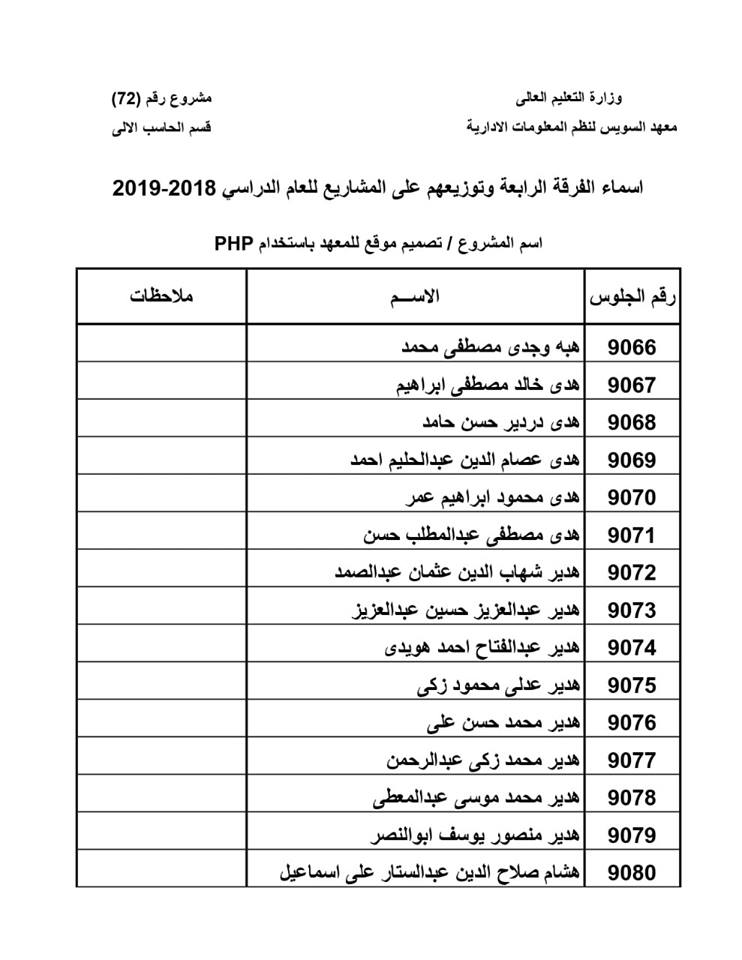 وزارة التعليم العالى
مشروع رقم (72)
معهد السويس لنظم المعلومات الادارية
قسم الحاسب الالى
اسماء الفرقة الرابعة وتوزيعهم على المشاريع للعام الدراسي 2018-2019
اسم المشروع / تصميم موقع للمعهد باستخدام PHP
رقم الجلوس الاســم ملاحظات
9066 هبه وجدى مصطفى محمد
9067 هدى خالد مصطفى ابراهيم
9068 هدى دردير حسن حامد
9069 هدى عصام الدين عبدالحليم احمد
9070 هدى محمود ابراهيم عمر
9071 هدى مصطفى عبدالمطلب حسن
9072 هدير شهاب الدين عثمان عبدالصمد
9073 هدير عبدالعزيز حسين عبدالعزيز
9074 هدير عبدالفتاح احمد هويدى
9075 هدير عدلى محمود زكى
9076 هدير محمد حسن على
9077 هدير محمد زكى عبدالرحمن
9078 هدير محمد موسى عبدالمعطى
9079 هدير منصور يوسف ابوالنصر
9080 هشام صلاح الدين عبدالستار على اسماعيل